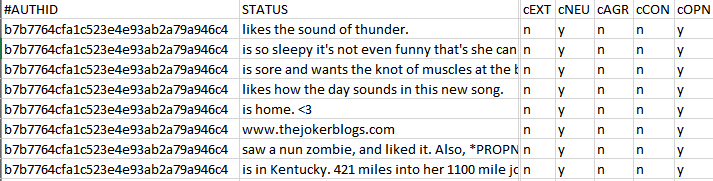 #AUTHID STATUS cEXT cNEU cAGR cCON cOPN
b7b7764cfa1c523e4e93ab2a79a946c4 likes the sound of thunder. n y n n y
b7b7764cfa1c523e4e93ab2a79a946c4 is so sleepy it's not even funny that's she can n y n n y
b7b7764cfa1c523e4e93ab2a79a946c4 is sore and wants the knot of muscles at the n y n n y
b7b7764cfa1c523e4e93ab2a79a946c4 likes how the day sounds in this new song. n y n n y
b7b7764cfa1c523e4e93ab2a79a946c4 is home. <3 n y n n y
b7b7764cfa1c523e4e93ab2a79a946c4 www.thejokerblogs.com n y n n y
b7b7764cfa1c523e4e93ab2a79a946c4 saw a nun zombie, and liked it. Also, *PROPN n y n n y
b7b7764cfa1c523e4e93ab2a79a946c4 is in Kentucky. 421 miles into her 1100 mile n y n n y